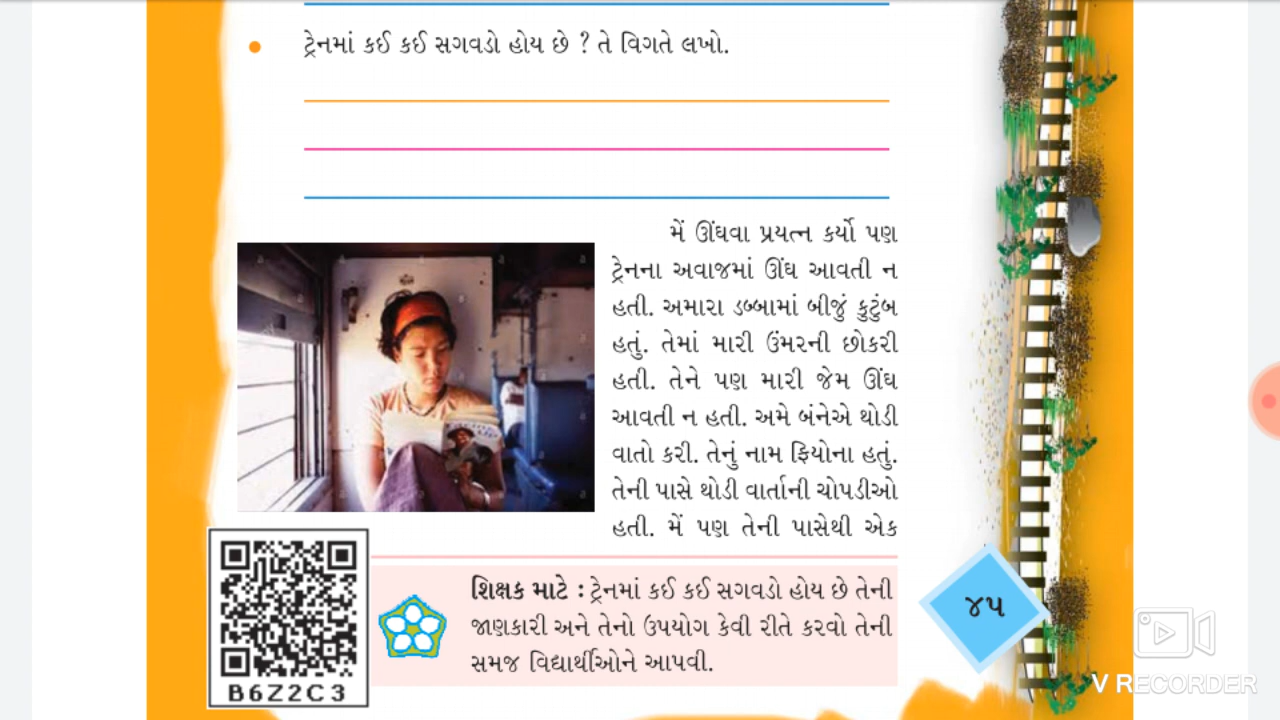 ટ્રેનમાં કઈ કઈ સગવડો હોય છે ? તે વિગતે લખો.
મેં ઊંઘવા પ્રયત્ન કર્યો પણ
ટ્રેનના અવાજમાં ઊંઘ આવતી ન
હતી. અમારા ડબ્બામાં બીજું કુટુંબ
હતું. તેમાં મારી ઉંમરની છોકરી
હતી. તેને પણ મારી જેમ ઊંઘ
આવતી ન હતી. અમે બંનેએ થોડી
વાતો કરી. તેનું નામ ફિયોના હતું.
તેની પાસે થોડી વાર્તાની ચોપડીઓ
હતી. મેં પણ તેની પાસેથી એક
શિક્ષક માટે : ટ્રેનમાં કઈ કઈ સગવડો હોય છે તેની
જાણકારી અને તેનો ઉપયોગ કેવી રીતે કરવો તેની
સમજ વિદ્યાર્થીઓને આપવી.
B6Z2C3
૪૫
V RECORDER